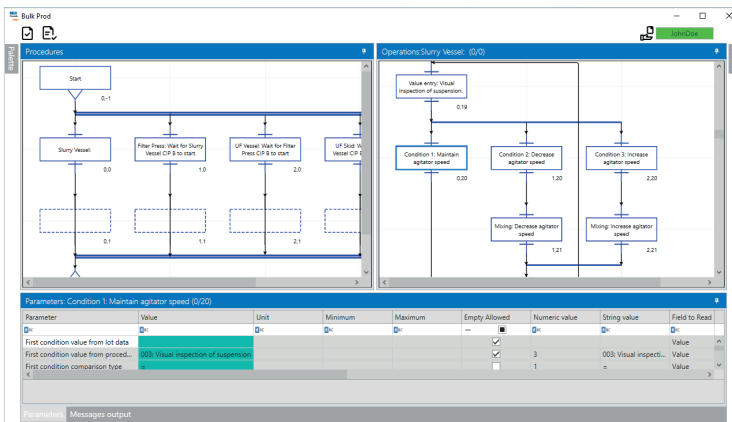 Bulk Prod
JohnDoe
Palette
Procedures
Start
0,-1
Slurry Vessel:
0,0
Filter Press: Wait for Slurry
Vessel CIP B to start
1,0
UF Vessel: Wait for Filter
Press CIP B to start
2,0
UF Skid: W
Vessel CIP
0,1
1,1
2,1
Operations:Slurry Vessel: (0/0)
Value entry: Visual
inspection of suspension.
0,19
Condition 1: Maintain
agitator speed
0,20
Condition 2: Decrease
agitator speed
1,20
Condition 3: Increase
agitator speed
2,20
Mixing: Decrease agitator
speed
1,21
Mixing: Increase agitator
speed
2,21
Parameters: Condition 1: Maintain agitator speed (0/20)
Parameter Value Unit Minimum Maximum Empty Allowed Numeric value String value Field to Read
First condition value from lot data Value
First condition value from proced... 003: Visual inspection of suspension 3 003: Visual inspecti... Value
First condition comparison type = 1 = Value
Parameters Messages output